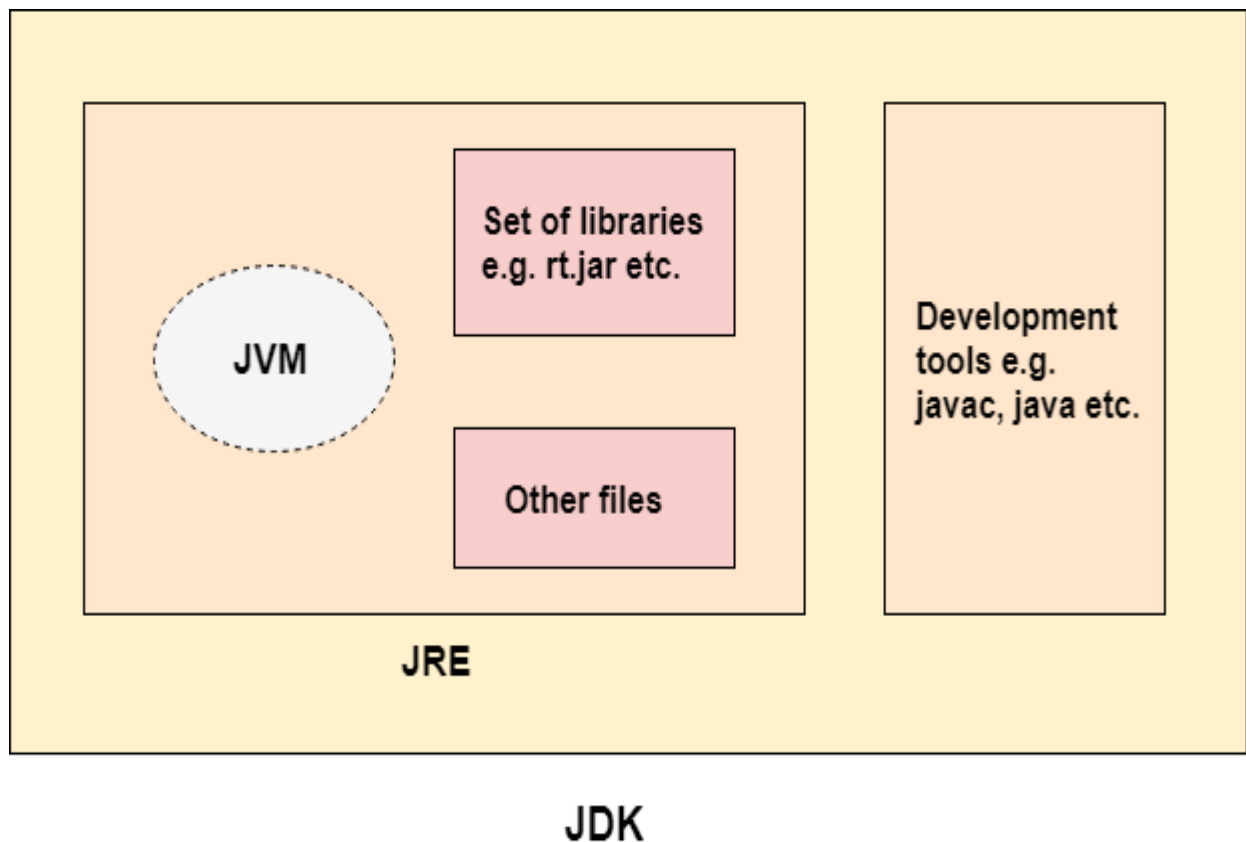 Set of libraries
e.g. rt.jar etc.
JVM
Other files
Development
tools e.g.
javac, java etc.
JRE
JDK